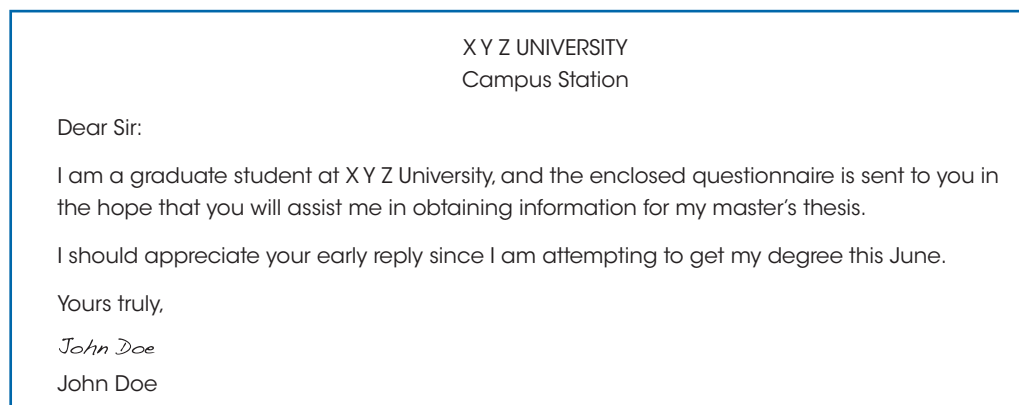 X Y Z UNIVERSITY
Campus Station
Dear Sir:
I am a graduate student at X Y Z University, and the enclosed questionnaire is sent to you in
the hope that you will assist me in obtaining information for my master’s thesis.
I should appreciate your early reply since I am attempting to get my degree this June.
Yours truly,
John Doe
John Doe